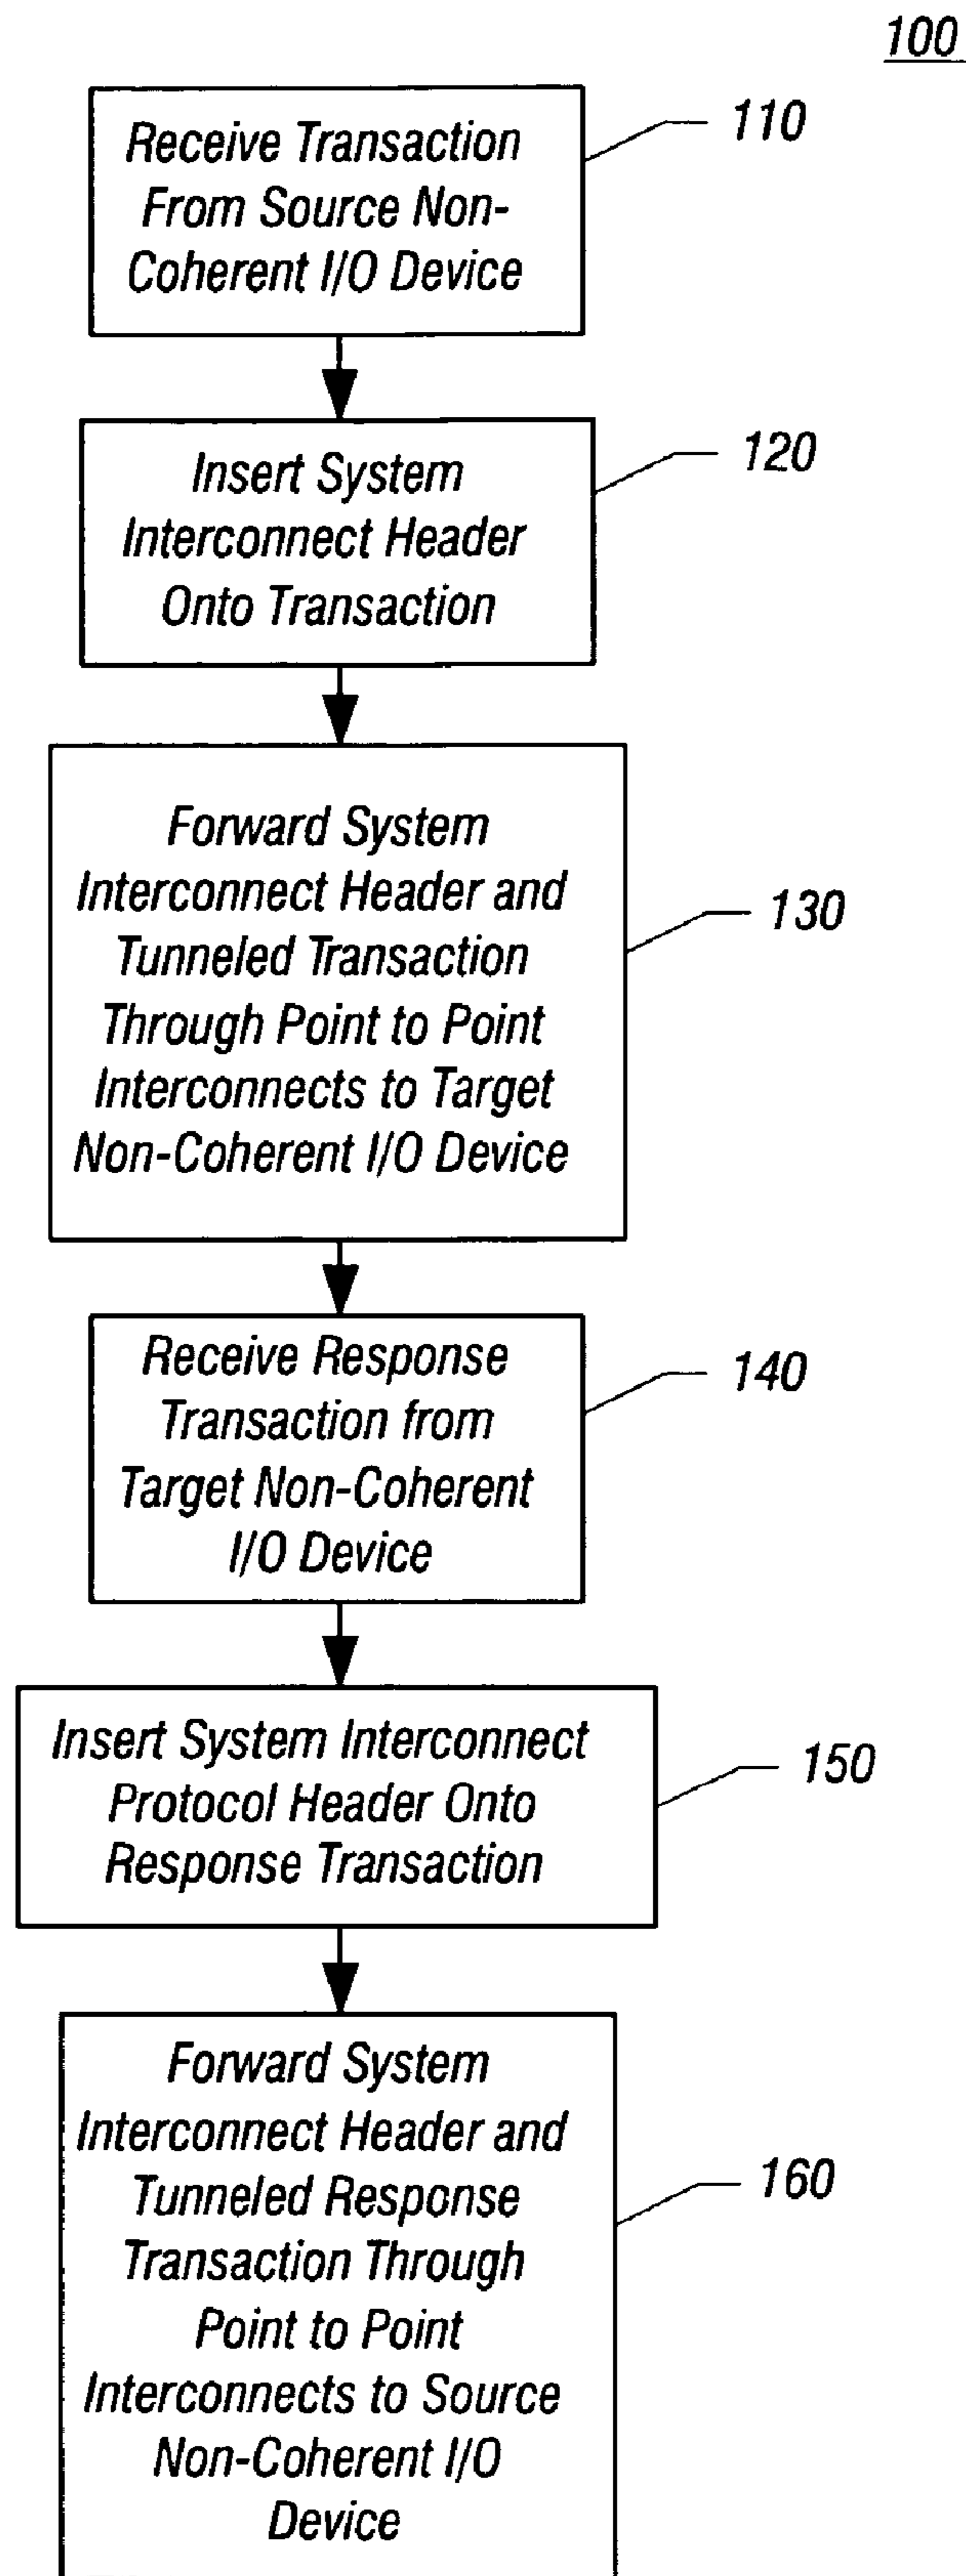 100
Receive Transaction
From Source Non-
Coherent I/O Device
110
Insert System
Interconnect Header
Onto Transaction
120
Forward System
Interconnect Header and
Tunneled Transaction
Through Point to Point
Interconnects to Target
Non-Coherent I/O Device
130
Receive Response
Transaction from
Target Non-Coherent
I/O Device
140
Insert System Interconnect
Protocol Header Onto
Response Transaction
150
Forward System
Interconnect Header and
Tunneled Response
Transaction Through
Point to Point
Interconnects to Source
Non-Coherent I/O
Device
160